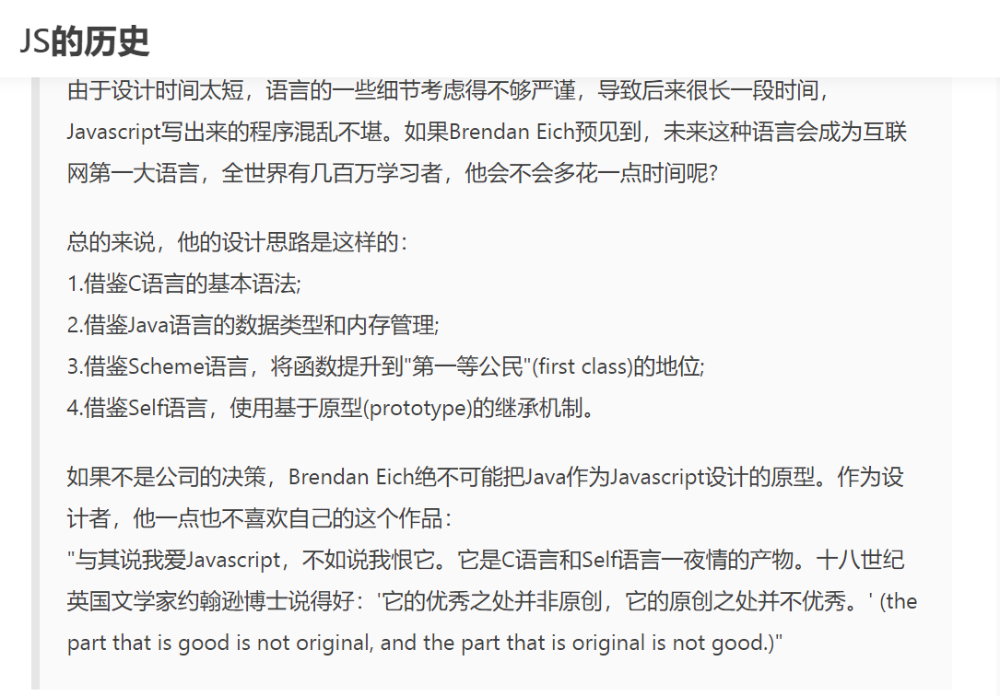 JS的历史
由于设计时间太短，语言的一些细节考虑得不够严谨，导致后来很长一段时间，
Javascript写出来的程序混乱不堪。如果Brendan Eich预见到，未来这种语言会成为互联
网第一大语言，全世界有几百万学习者，他会不会多花一点时间呢?
总的来说，他的设计思路是这样的：
1.借鉴C语言的基本语法;
2.借鉴Java语言的数据类型和内存管理;
3.借鉴Scheme语言，将函数提升到"第一等公民"(first class)的地位;
4.借鉴Self语言，使用基于原型(prototype)的继承机制。
如果不是公司的决策，Brendan Eich绝不可能把Java作为Javascript设计的原型。作为设
计者，他一点也不喜欢自己的这个作品：
"与其说我爱Javascript，不如说我恨它。它是C语言和Self语言一夜情的产物。十八世纪
英国文学家约翰逊博士说得好：'它的优秀之处并非原创，它的原创之处并不优秀。' (the
part that is good is not original, and the part that is original is not good.)"